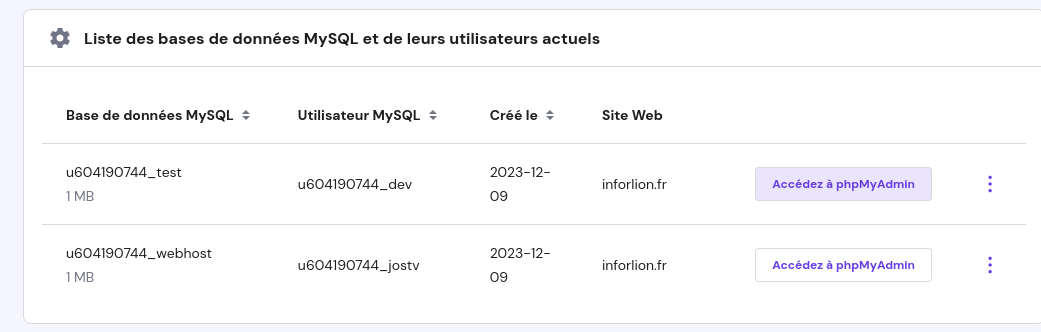 Liste des bases de données MySQL et de leurs utilisateurs actuels
Base de données MySQL Utilisateur MySQL Créé le Site Web
u604190744_test
1 MB
u604190744_dev
2023-12-
09
inforlion.fr
Accédez à phpMyAdmin
u604190744_webhost
1 MB
u604190744_jostv
2023-12-
09
inforlion.fr
Accédez à phpMyAdmin